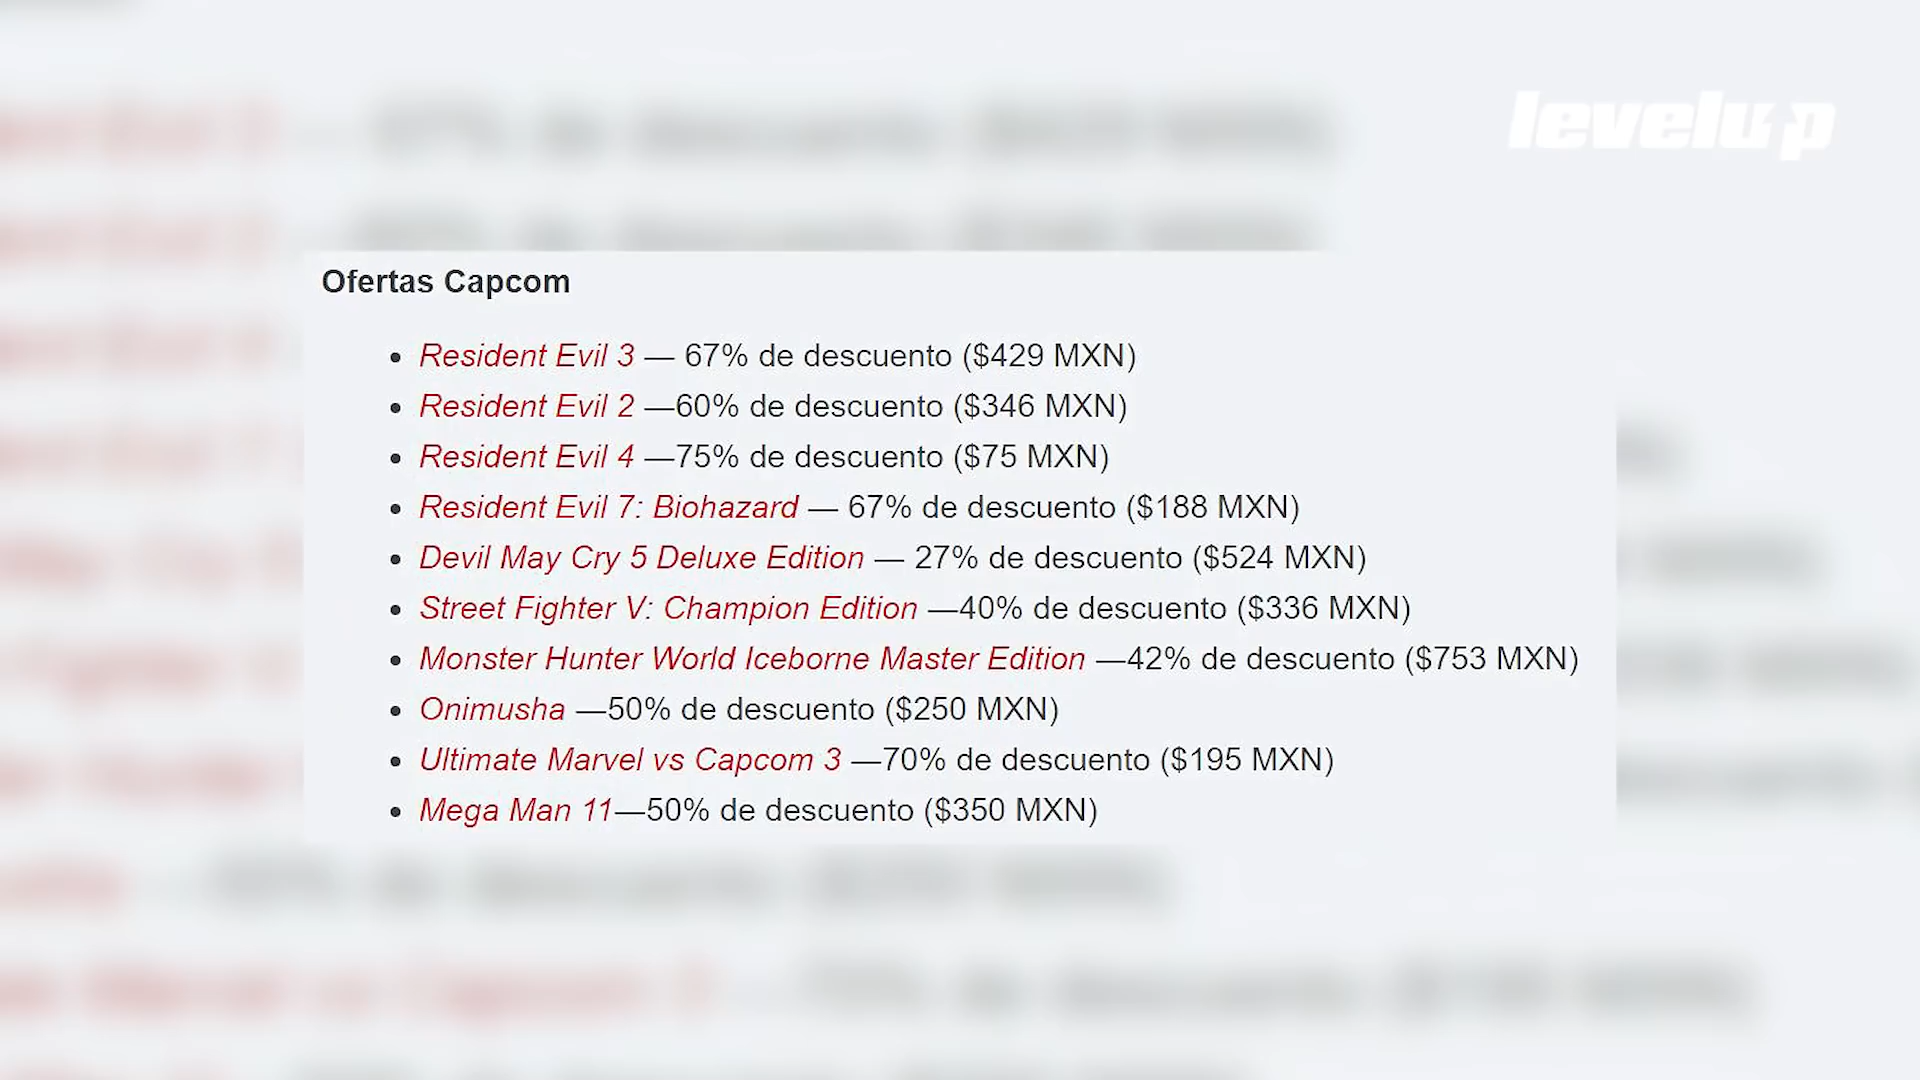 levelup
Ofertas Capcom
• Resident Evil 3 — 67% de descuento ($429 MXN)
• Resident Evil 2 —60% de descuento ($346 MXN)
• Resident Evil 4 —75% de descuento ($75 MXN)
• Resident Evil 7: Biohazard — 67% de descuento ($188 MXN)
• Devil May Cry 5 Deluxe Edition — 27% de descuento ($524 MXN)
• Street Fighter V: Champion Edition —40% de descuento ($336 MXN)
• Monster Hunter World Iceborne Master Edition —42% de descuento ($753 MXN)
• Onimusha —50% de descuento ($250 MXN)
• Ultimate Marvel vs Capcom 3 —70% de descuento ($195 MXN)
• Mega Man 11—50% de descuento ($350 MXN)